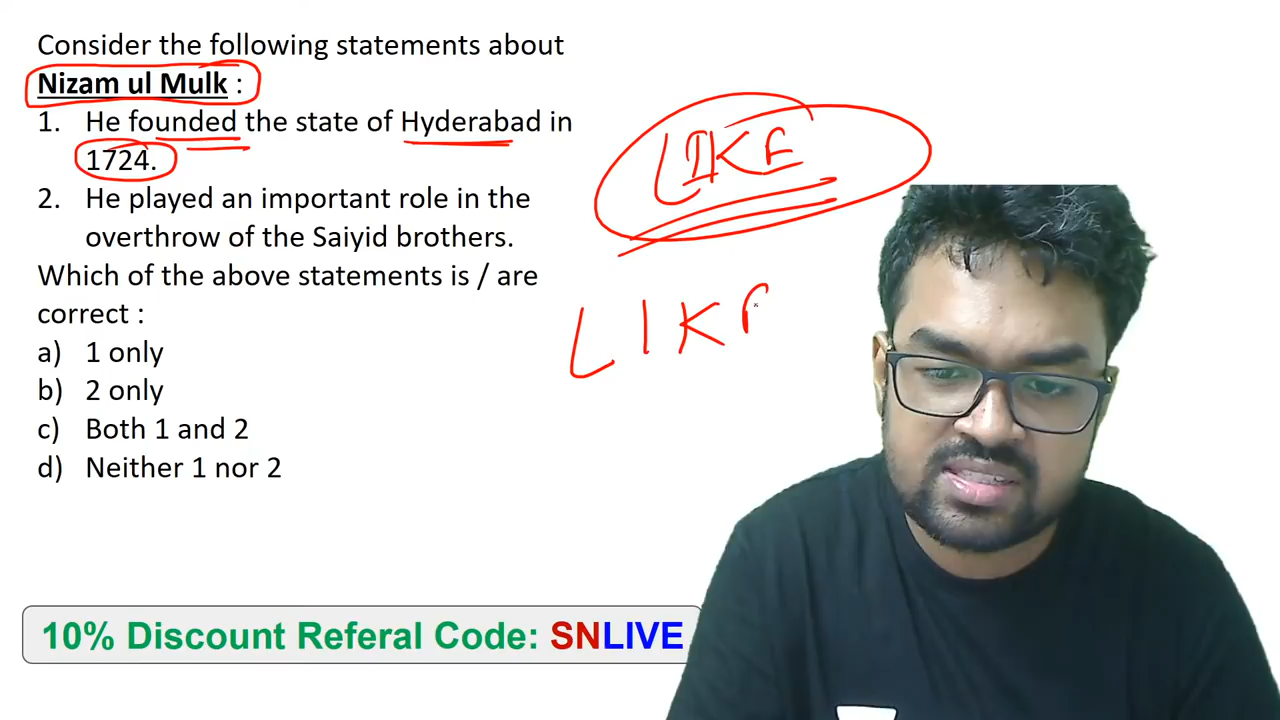 Consider the following statements about
Nizam ul Mulk :
1. He founded the state of Hyderabad in
1724.
2. He played an important role in the
overthrow of the Saiyid brothers.
Which of the above statements is / are
correct :
a) 1 only
b) 2 only
c) Both 1 and 2
d) Neither 1 nor 2
LIKE
LIK
10% Discount Referal Code: SNLIVE